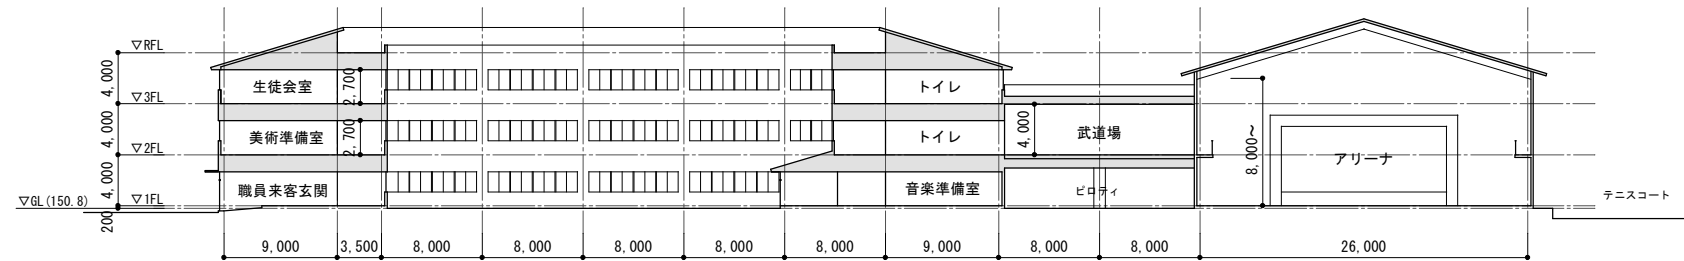 ▽RFL
4,000
生徒会室
2,700
トイレ
▽3FL
4,000
美術準備室
2,700
トイレ
4,000
武道場
8,000~
アリーナ
▽2FL
4,000
職員来客玄関
音楽準備室
ピロティ
テニスコート
▽GL(150.8)
▽1FL
200
9,000 3,500 8,000 8,000 8,000 8,000 8,000 9,000 8,000 8,000 26,000